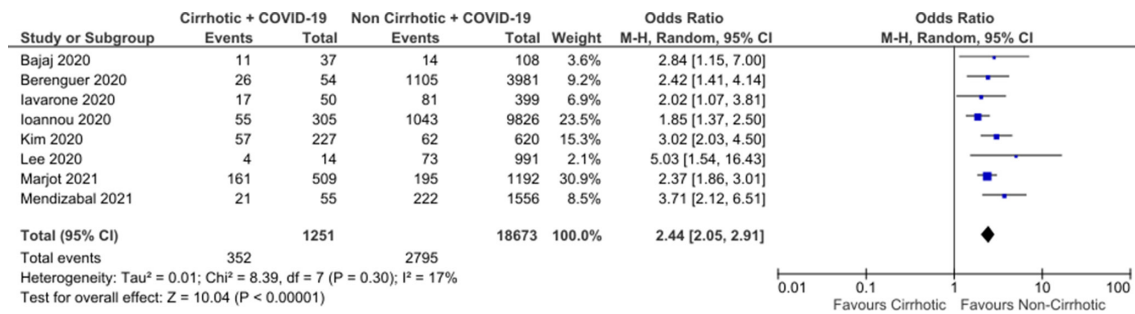 Cirrhotic + COVID-19 Non Cirrhotic + COVID-19 Odds Ratio Odds Ratio
Study or Subgroup Events Total Events Total Weight M-H, Random, 95% CI M-H, Random, 95% CI
Bajaj 2020 11 37 14 108 3.6% 2.84 [1.15, 7.00]
Berenguer 2020 26 54 1105 3981 9.2% 2.42 [1.41, 4.14]
Iavarone 2020 17 50 81 399 6.9% 2.02 [1.07, 3.81]
Ioannou 2020 55 305 1043 9826 23.5% 1.85 [1.37, 2.50]
Kim 2020 57 227 62 620 15.3% 3.02 [2.03, 4.50]
Lee 2020 4 14 73 991 2.1% 5.03 [1.54, 16.43]
Marjot 2021 161 509 195 1192 30.9% 2.37 [1.86, 3.01]
Mendizabal 2021 21 55 222 1556 8.5% 3.71 [2.12, 6.51]
Total (95% CI) 1251 18673 100.0% 2.44 [2.05, 2.91]
Total events 352 2795
Heterogeneity: Tau² = 0.01; Chi² = 8.39, df = 7 (P = 0.30); I² = 17%
Test for overall effect: Z = 10.04 (P < 0.00001)
0.01 0.1 1 10 100
Favours Cirrhotic Favours Non-Cirrhotic